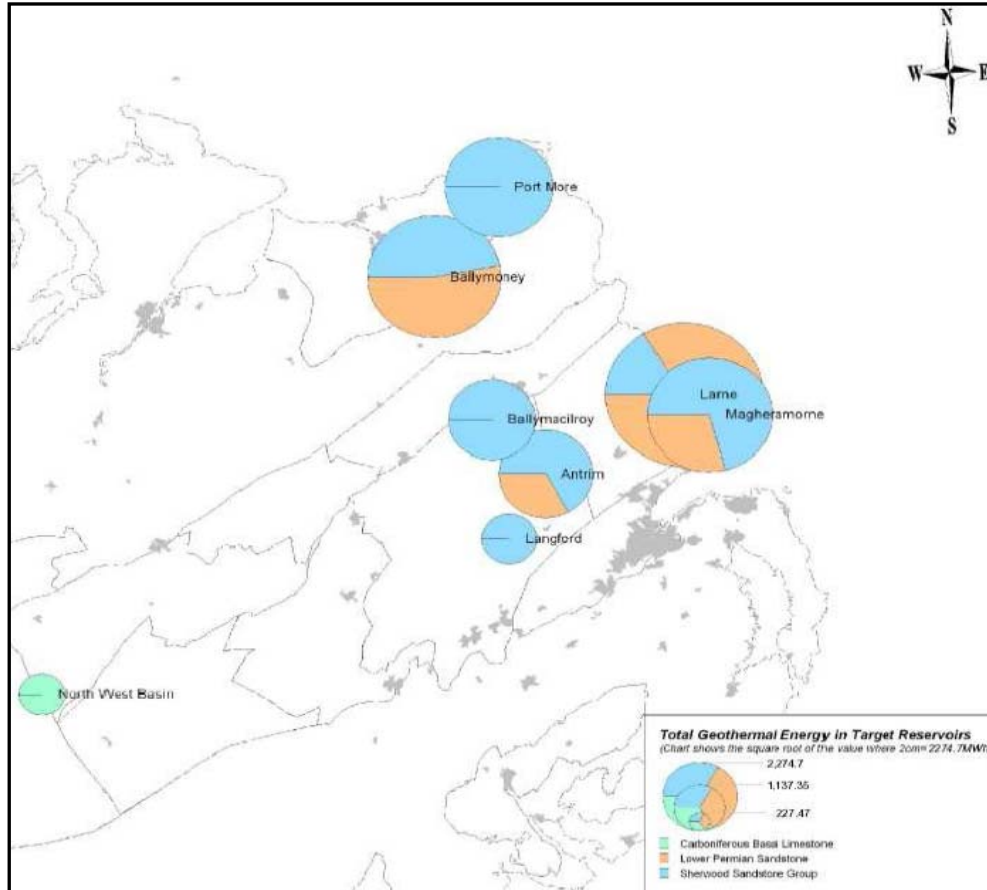 N
W E
S
Port More
Ballymoney
Larne
Magheramorne
Ballymacilroy
Antrim
Langford
North West Basin
Total Geothermal Energy in Target Reservoirs
(Chart shows the square root of the value where 2cm= 2274.7MWt
2,274.7
1,137.35
227.47
Carboniferous Basal Limestone
Lower Permian Sandstone
Sherwood Sandstone Group